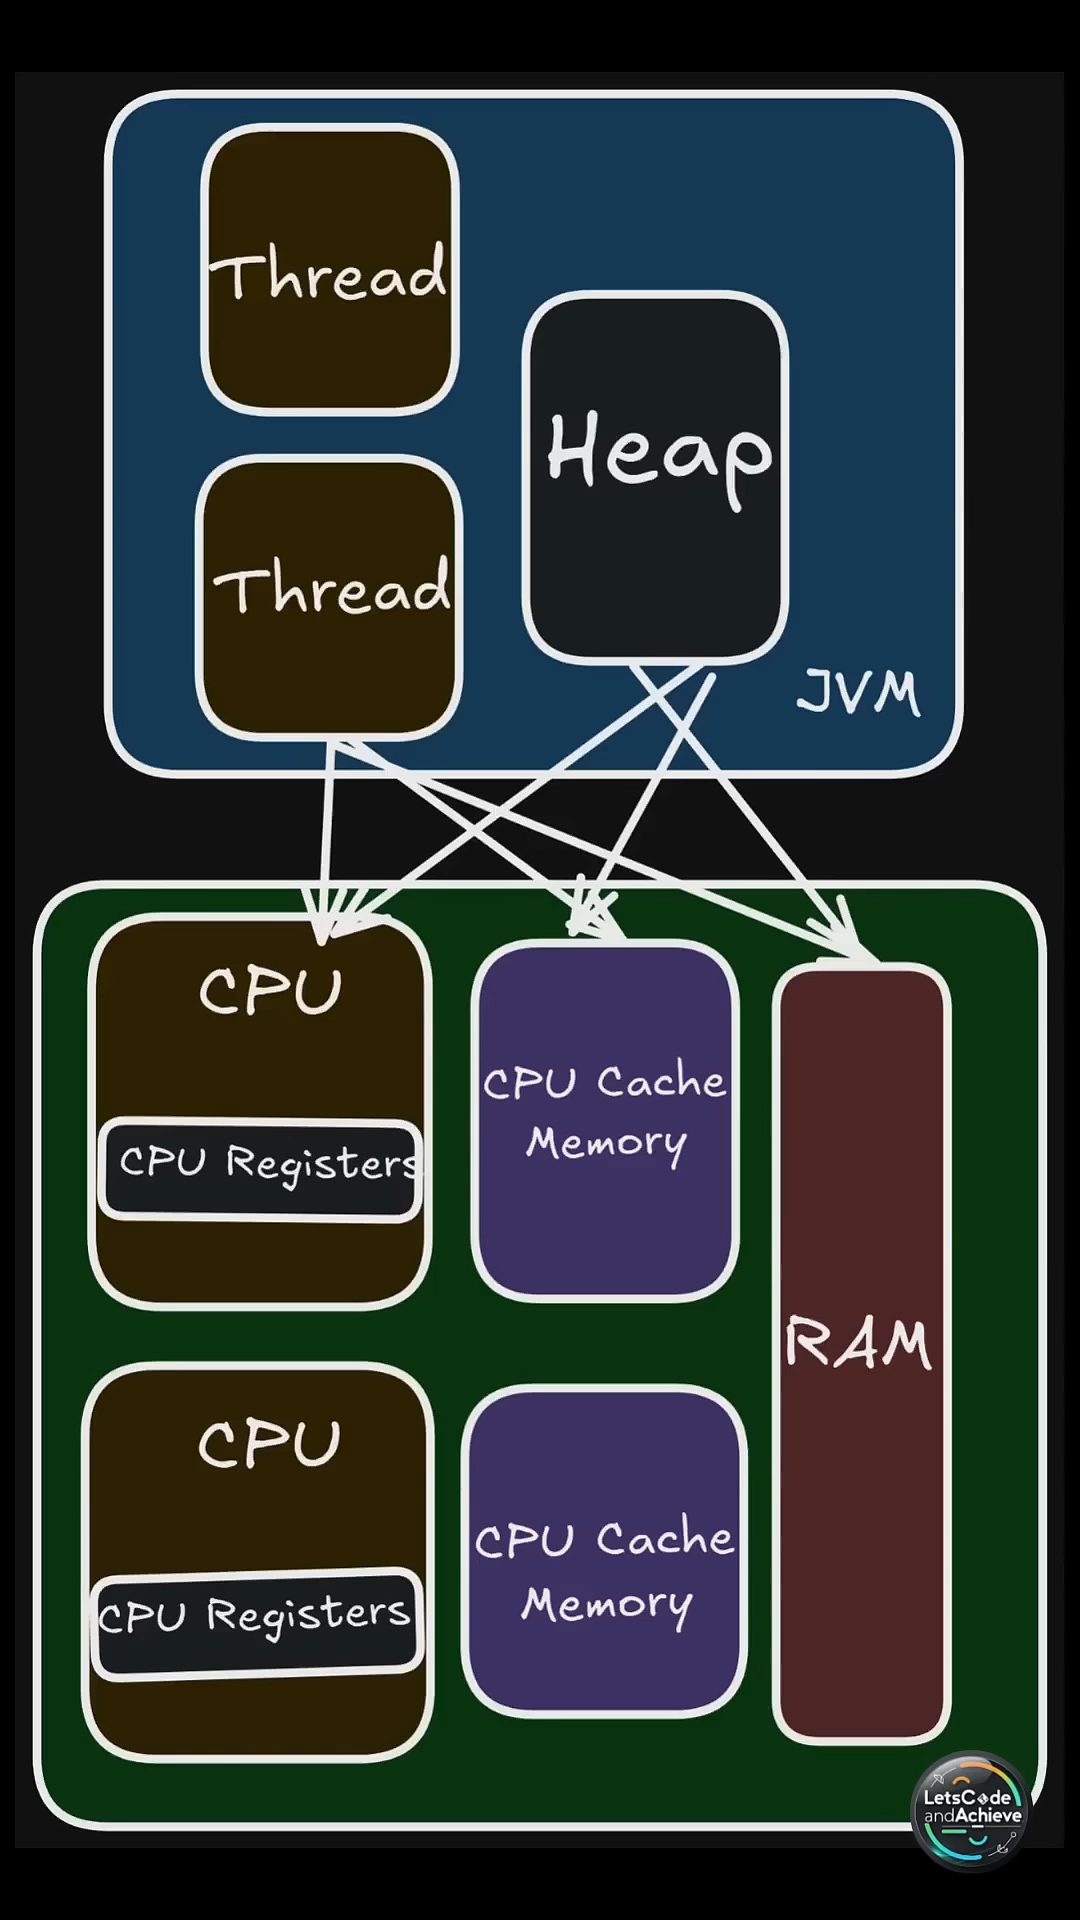 Thread
Heap
Thread
JVM
CPU
CPU Cache
Memory
CPU Registers
RAM
CPU
CPU Cache
Memory
CPU Registers
LetsCode
andAchieve